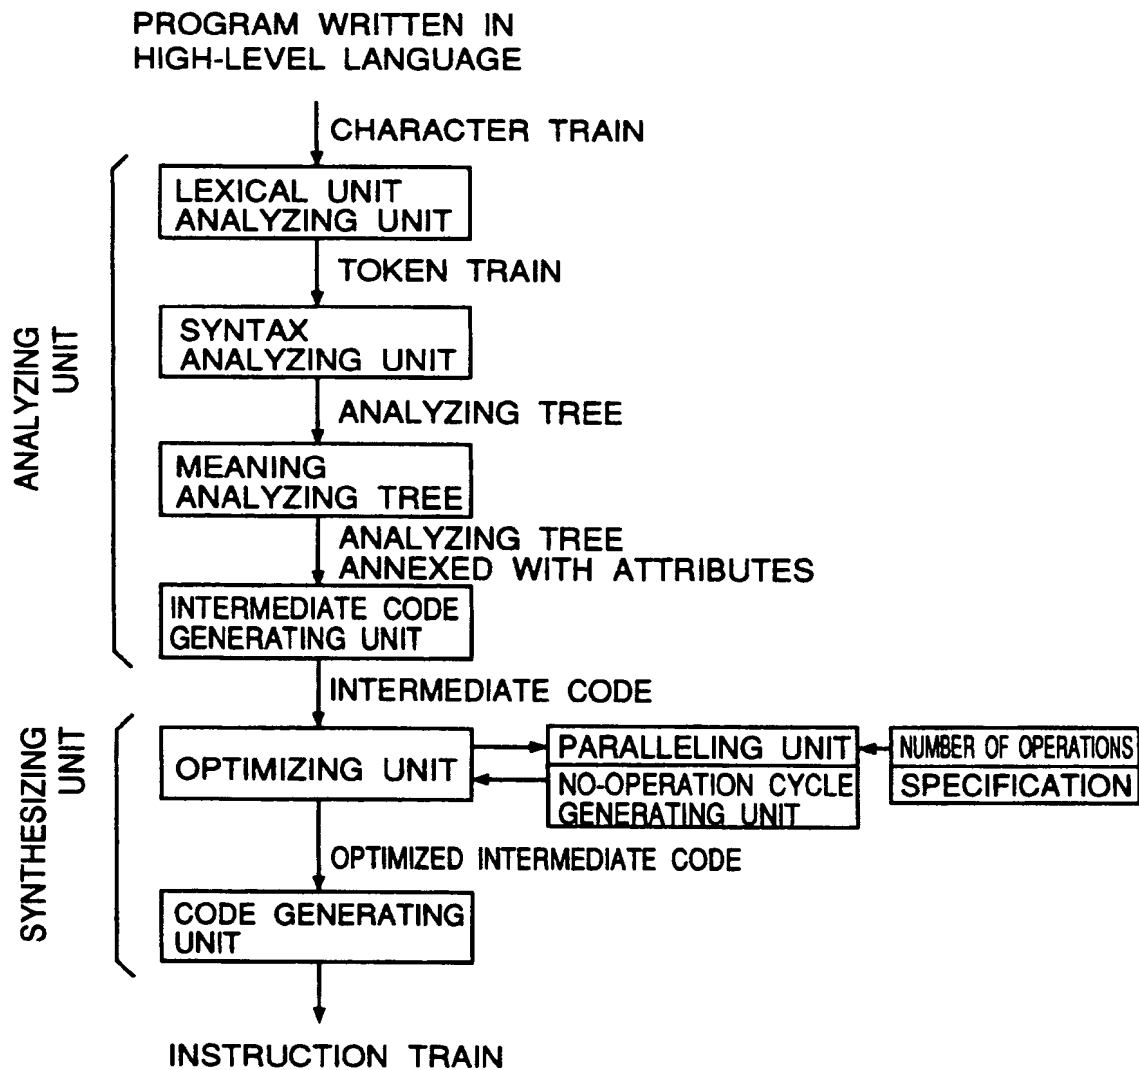 PROGRAM WRITTEN IN
HIGH-LEVEL LANGUAGE
CHARACTER TRAIN
LEXICAL UNIT
ANALYZING UNIT
TOKEN TRAIN
SYNTAX
ANALYZING UNIT
ANALYZING TREE
MEANING
ANALYZING TREE
ANALYZING TREE
ANNEXED WITH ATTRIBUTES
INTERMEDIATE CODE
GENERATING UNIT
ANALYZING
UNIT
INTERMEDIATE CODE
OPTIMIZING UNIT
PARALLELING UNIT
NO-OPERATION CYCLE
GENERATING UNIT
NUMBER OF OPERATIONS
SPECIFICATION
OPTIMIZED INTERMEDIATE CODE
CODE GENERATING
UNIT
SYNTHESIZING
UNIT
INSTRUCTION TRAIN